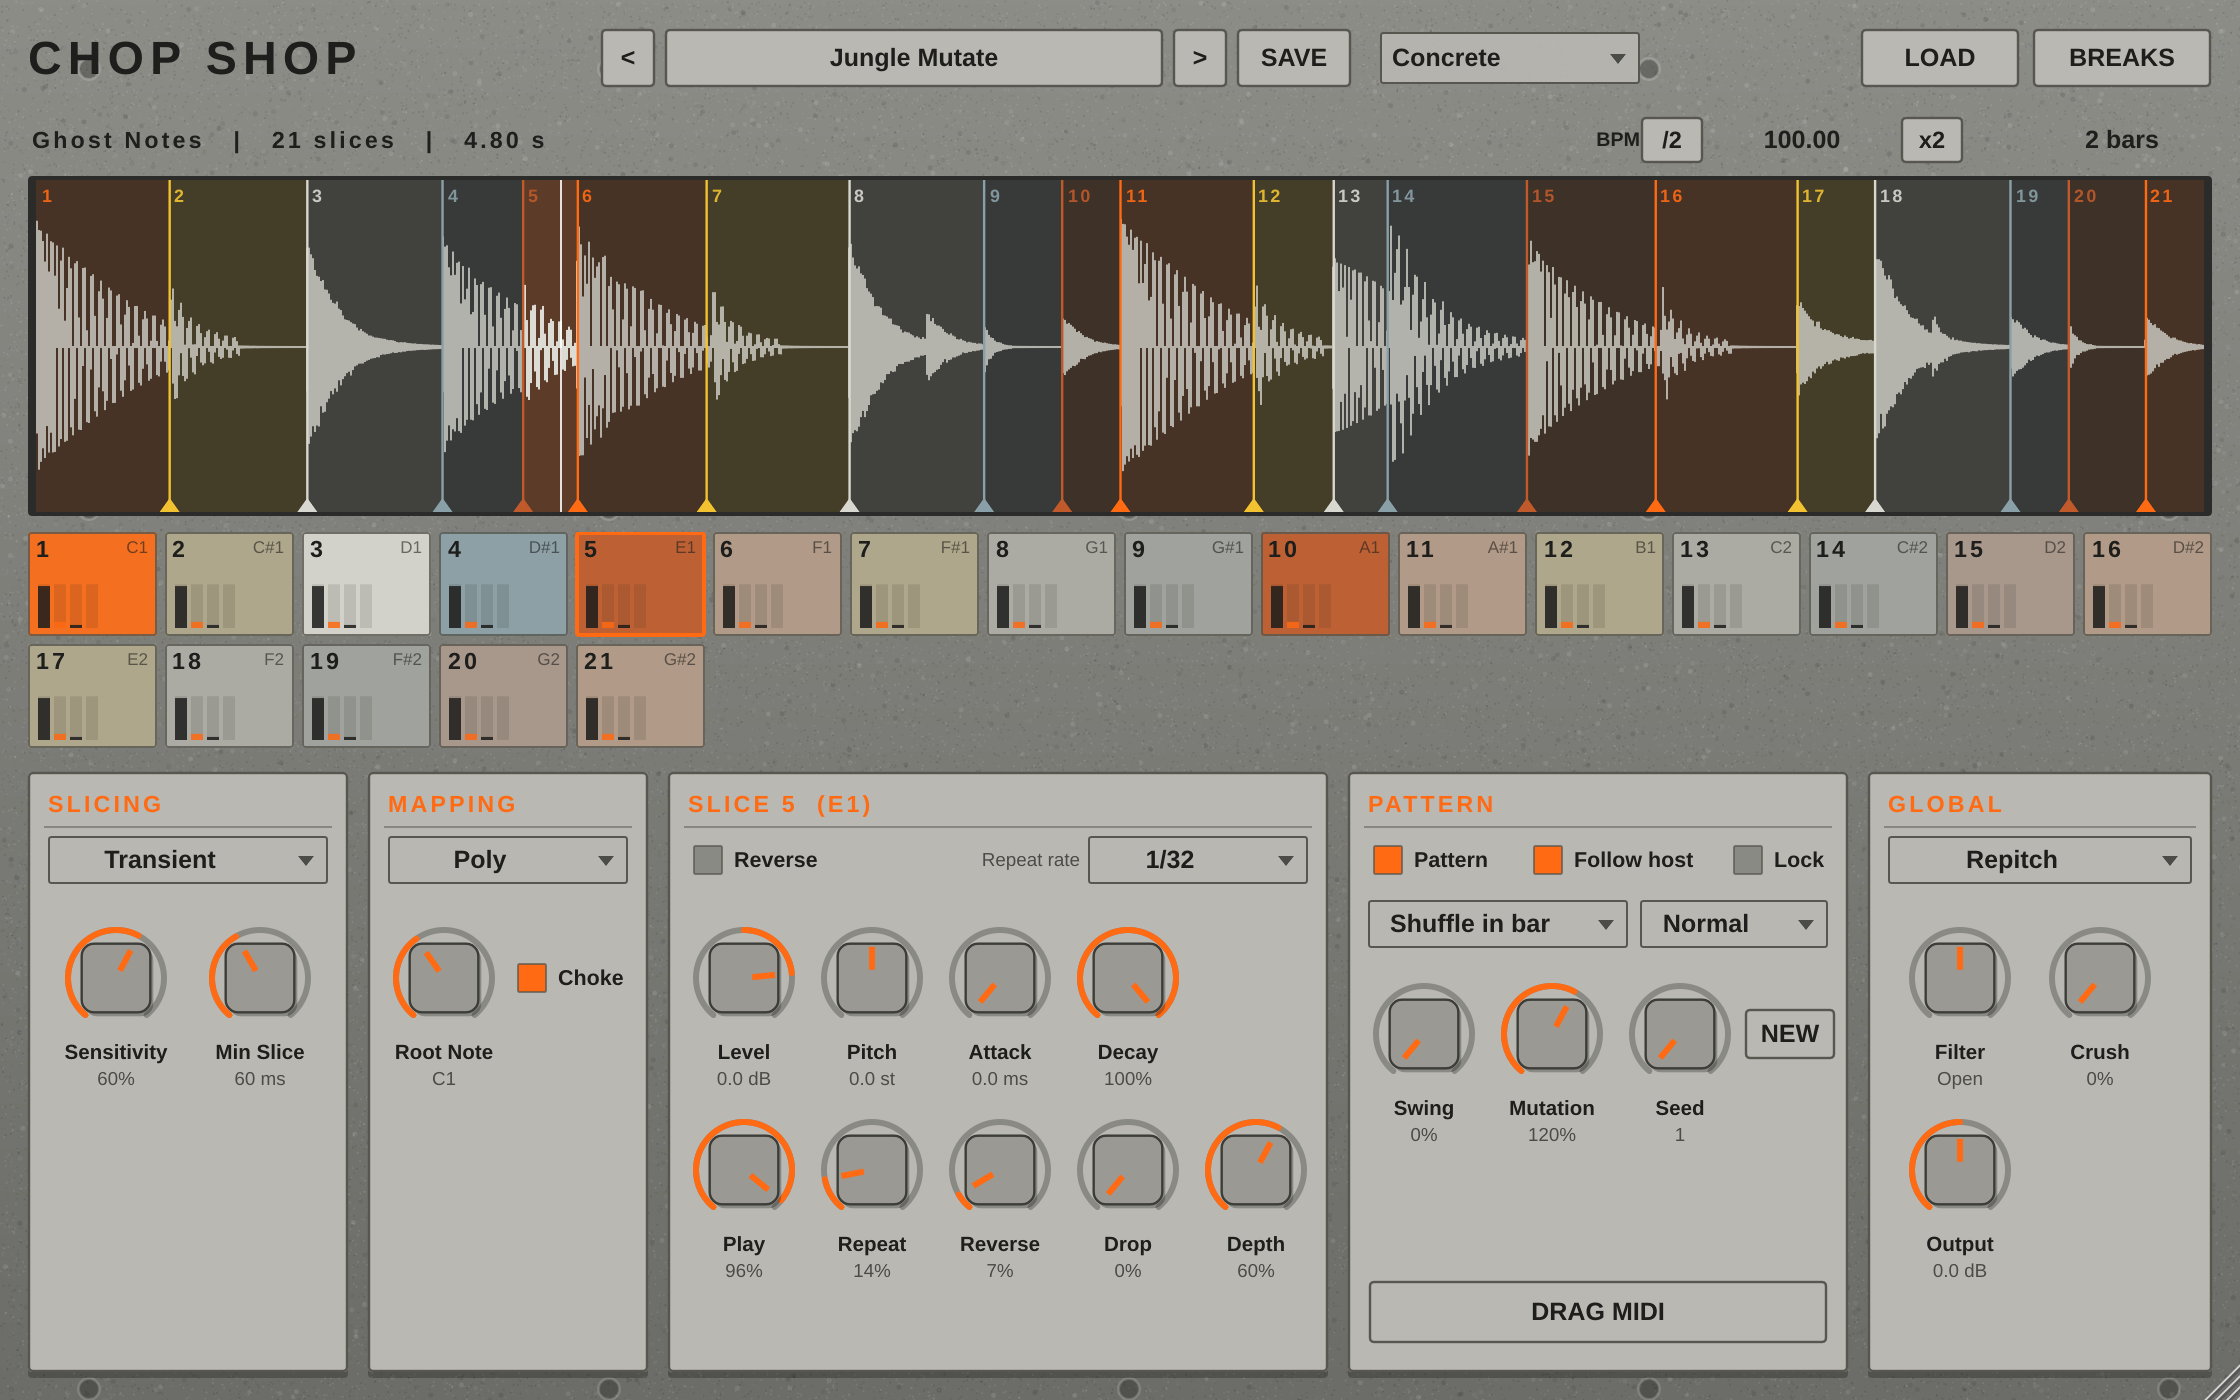 CHOP SHOP
<
Jungle Mutate
>
SAVE
Concrete
LOAD
BREAKS
Ghost Notes | 21 slices | 4.80 s
BPM
/2
100.00
x2
2 bars
1 2 3 4 5 6 7 8 9 10 11 12 13 14 15 16 17 18 19 20 21
1 C1
2 C#1
3 D1
4 D#1
5 E1
6 F1
7 F#1
8 G1
9 G#1
10 A1
11 A#1
12 B1
13 C2
14 C#2
15 D2
16 D#2
17 E2
18 F2
19 F#2
20 G2
21 G#2
SLICING
Transient
Sensitivity
60%
Min Slice
60 ms
MAPPING
Poly
Choke
Root Note
C1
SLICE 5 (E1)
Reverse
Repeat rate
1/32
Level
0.0 dB
Pitch
0.0 st
Attack
0.0 ms
Decay
100%
Play
96%
Repeat
14%
Reverse
7%
Drop
0%
Depth
60%
PATTERN
Pattern
Follow host
Lock
Shuffle in bar
Normal
NEW
Swing
0%
Mutation
120%
Seed
1
DRAG MIDI
GLOBAL
Repitch
Filter
Open
Crush
0%
Output
0.0 dB